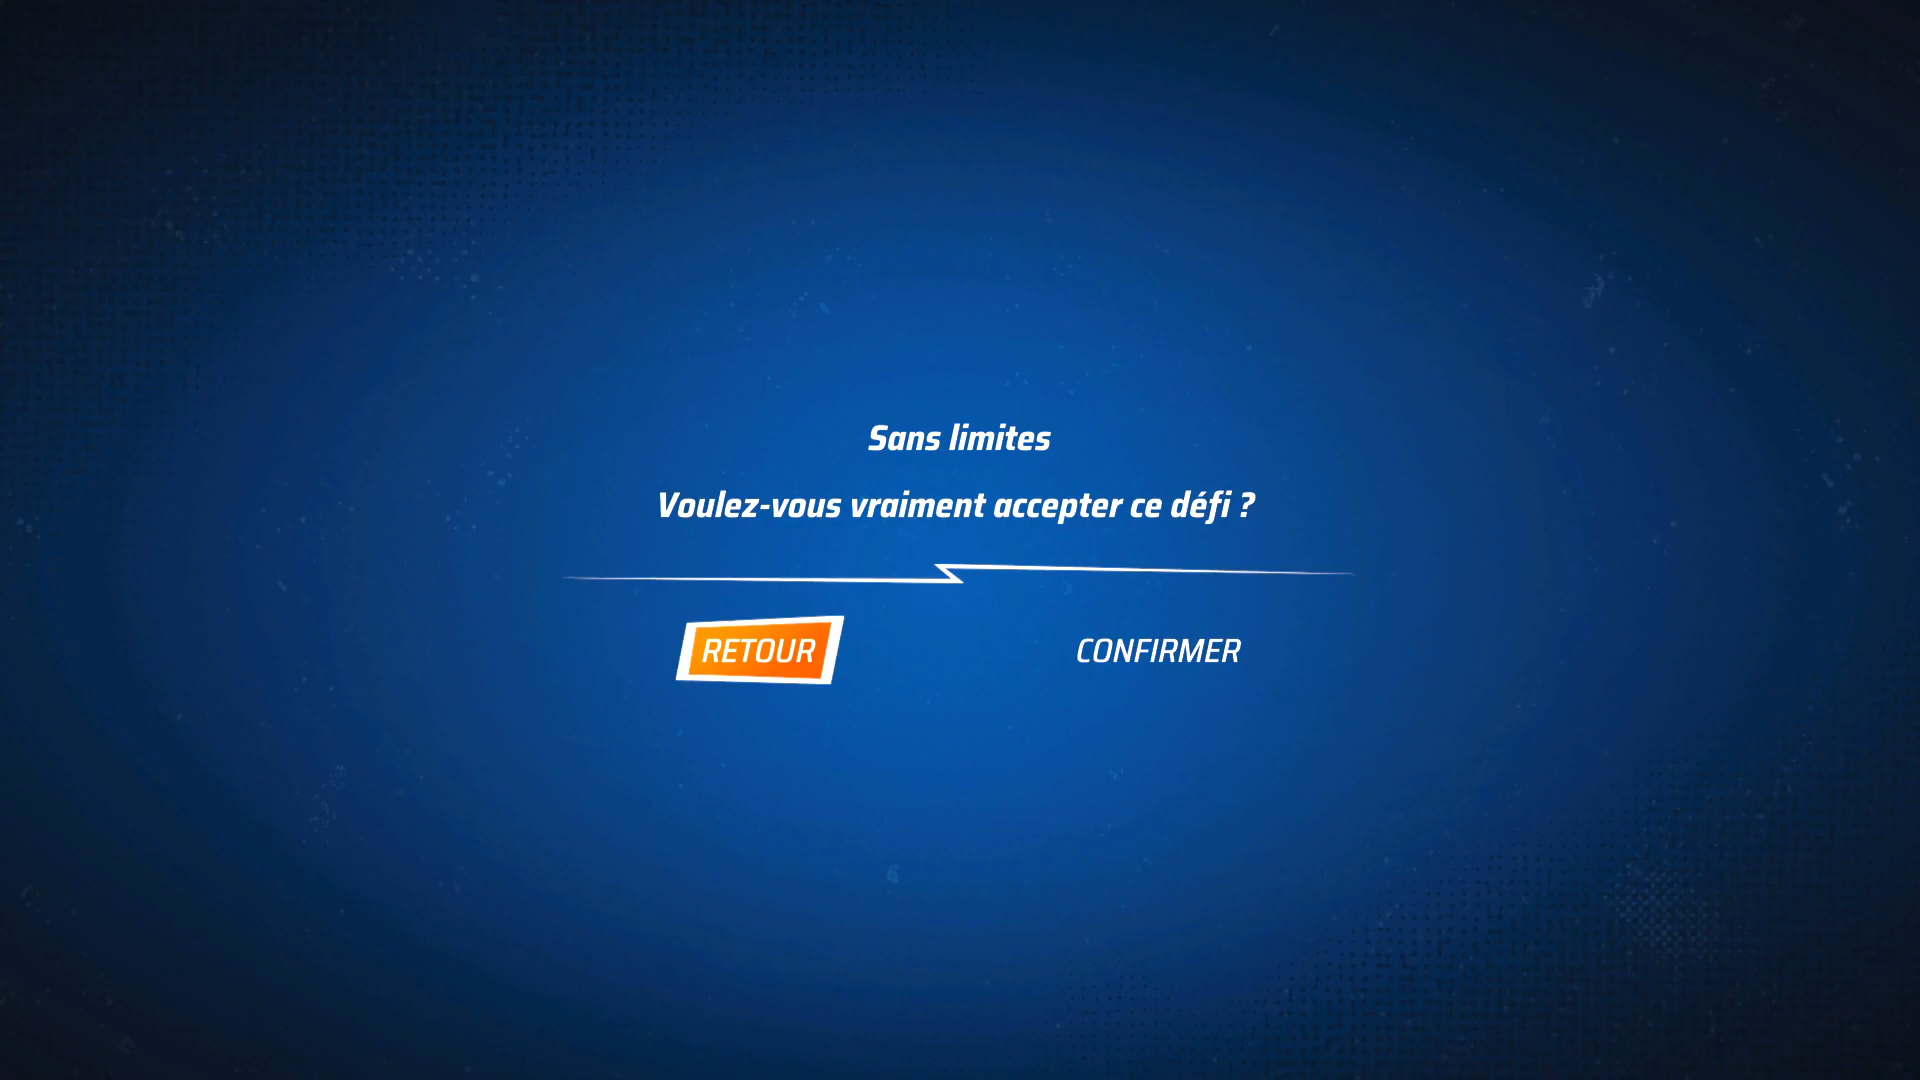 Sans limites
Voulez-vous vraiment accepter ce défi ?
RETOUR
CONFIRMER